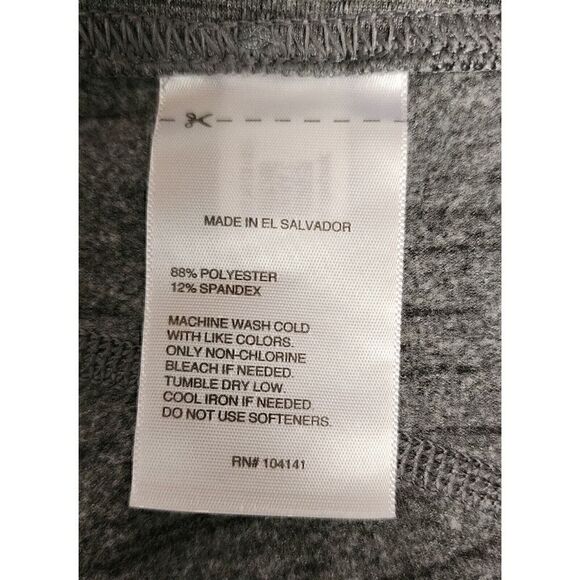 MADE IN EL SALVADOR
88% POLYESTER
12% SPANDEX
MACHINE WASH COLD
WITH LIKE COLORS.
ONLY NON-CHLORINE
BLEACH IF NEEDED.
TUMBLE DRY LOW.
COOL IRON IF NEEDED.
DO NOT USE SOFTENERS.
RN# 104141